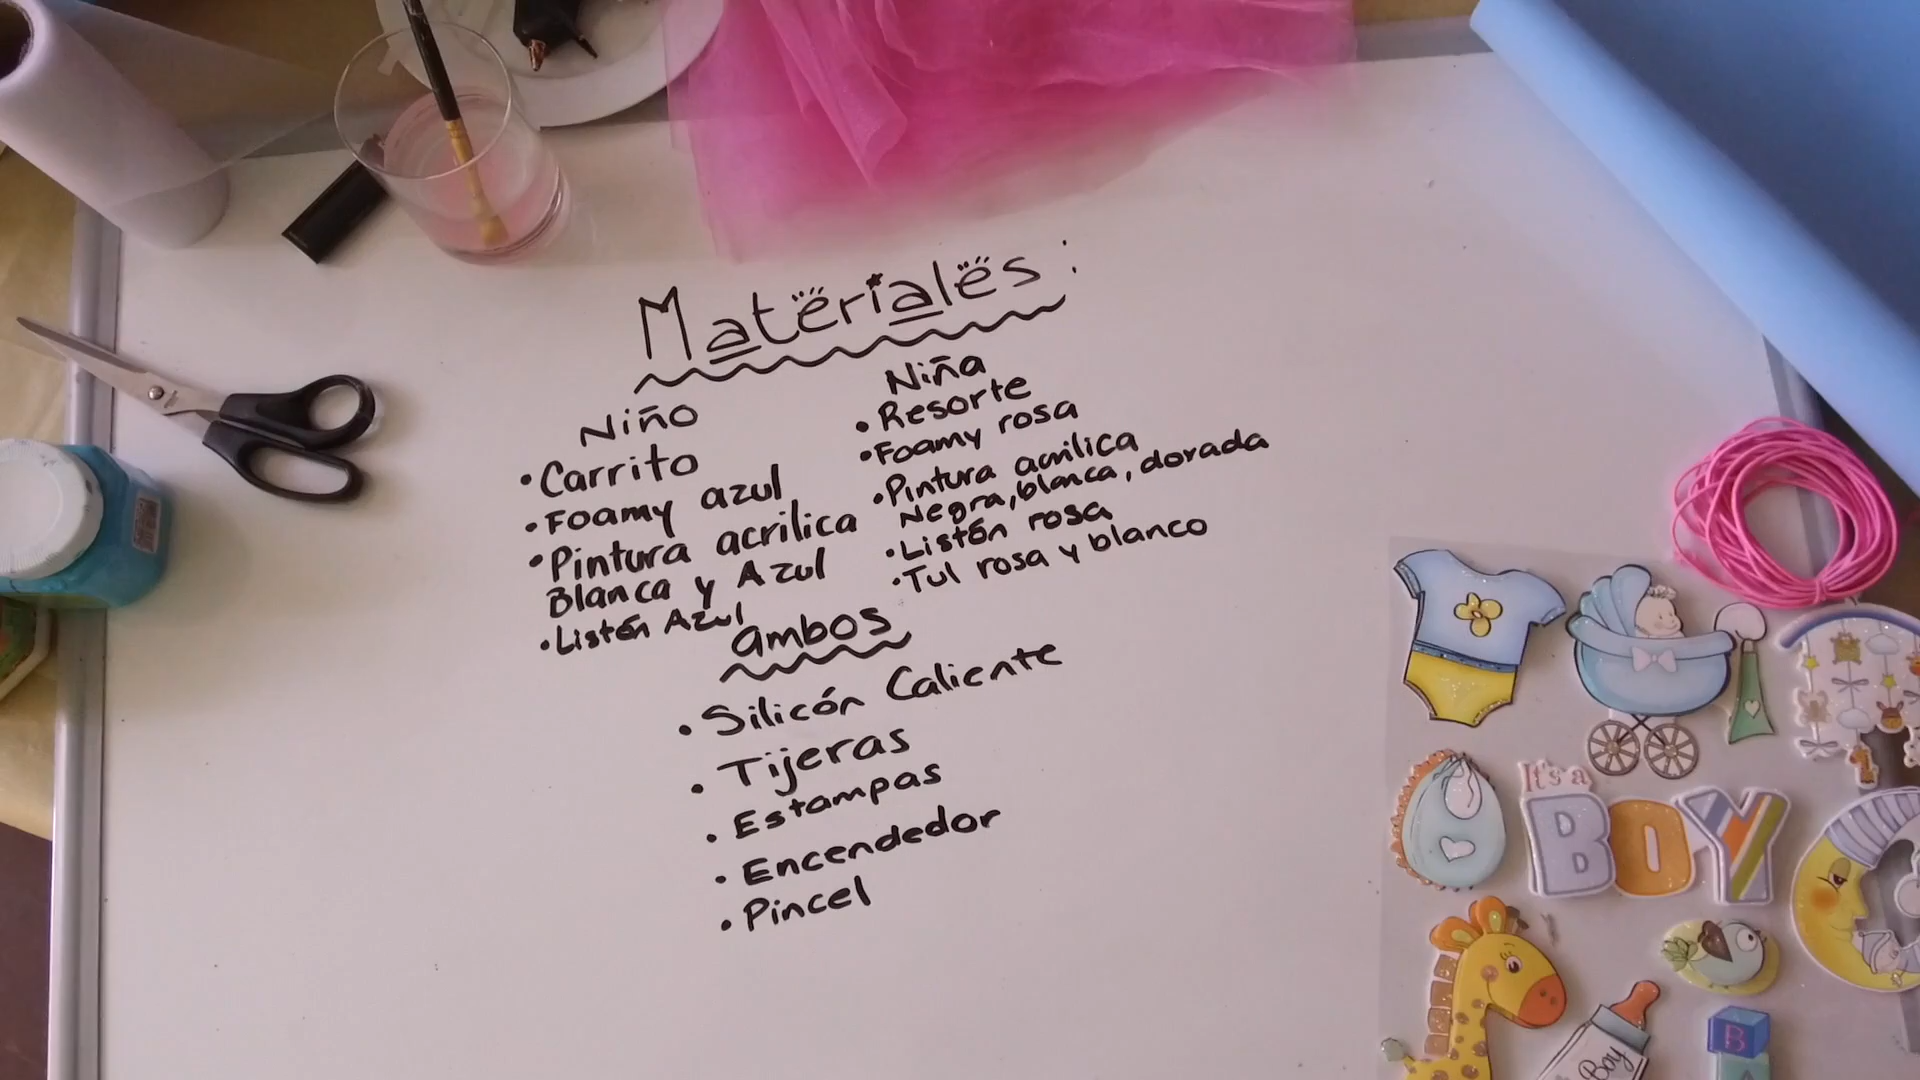 Materiales:
Niño
• Carrito
• Foamy azul
• Pintura acrilica
Blanca y Azul
• Listón Azul
Niña
• Resorte
• Foamy rosa
• Pintura acrilica
Negra, blanca, dorada
• Listón rosa
• Tul rosa y blanco
ambos
• Silicón Caliente
• Tijeras
• Estampas
• Encendedor
• Pincel
It's a
BOY
Boy
B